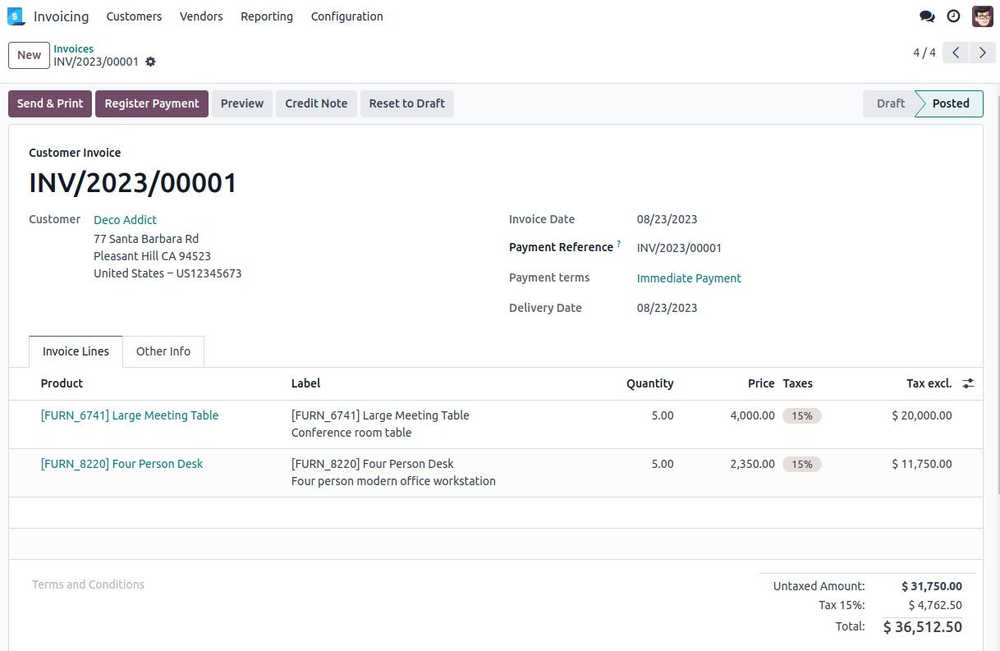 Invoicing Customers Vendors Reporting Configuration
New Invoices
INV/2023/00001
4 / 4
Send & Print Register Payment Preview Credit Note Reset to Draft Draft Posted
Customer Invoice
INV/2023/00001
Customer Deco Addict
77 Santa Barbara Rd
Pleasant Hill CA 94523
United States – US12345673
Invoice Date 08/23/2023
Payment Reference ? INV/2023/00001
Payment terms Immediate Payment
Delivery Date 08/23/2023
Invoice Lines Other Info
Product Label Quantity Price Taxes Tax excl.
[FURN_6741] Large Meeting Table [FURN_6741] Large Meeting Table 5.00 4,000.00 15% $ 20,000.00
Conference room table
[FURN_8220] Four Person Desk [FURN_8220] Four Person Desk 5.00 2,350.00 15% $ 11,750.00
Four person modern office workstation
Terms and Conditions
Untaxed Amount: $ 31,750.00
Tax 15%: $ 4,762.50
Total: $ 36,512.50